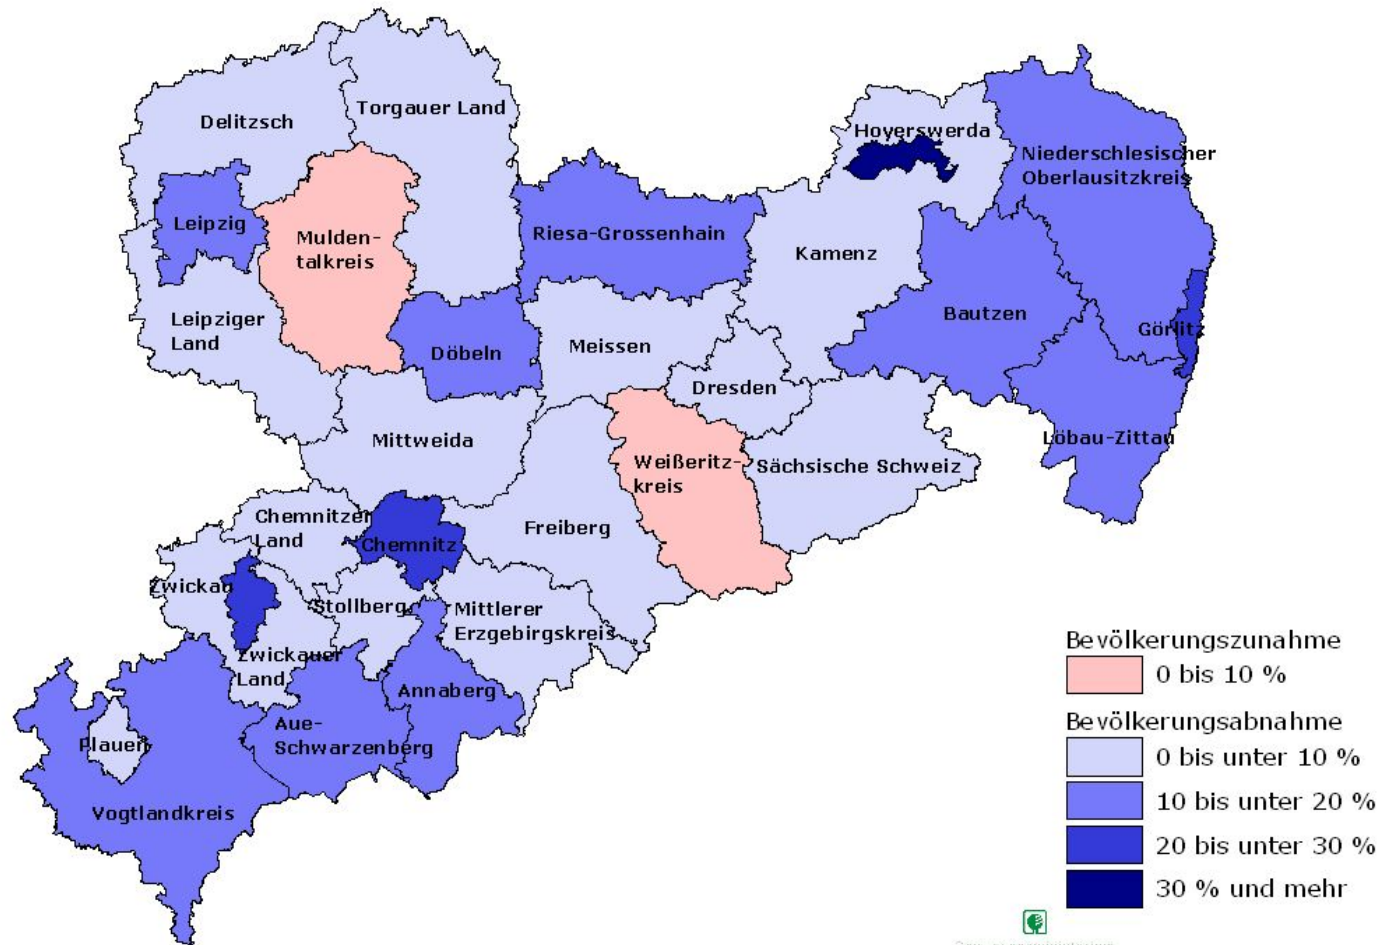 Delitzsch
Torgauer Land
Hoyerswerda
Niederschlesischer
Oberlausitzkreis
Leipzig
Mulden-
talkreis
Riesa-Grossenhain
Kamenz
Leipziger
Land
Döbeln
Meissen
Bautzen
Görlitz
Dresden
Mittweida
Löbau-Zittau
Weißeritz-
kreis
Sächsische Schweiz
Chemnitzer
Land
Chemnitz
Freiberg
Zwickau
Stollberg
Mittlerer
Erzgebirgskreis
Zwickauer
Land
Annaberg
Aue-
Schwarzenberg
Plauen
Vogtlandkreis
Bevölkerungszunahme
0 bis 10 %
Bevölkerungsabnahme
0 bis unter 10 %
10 bis unter 20 %
20 bis unter 30 %
30 % und mehr